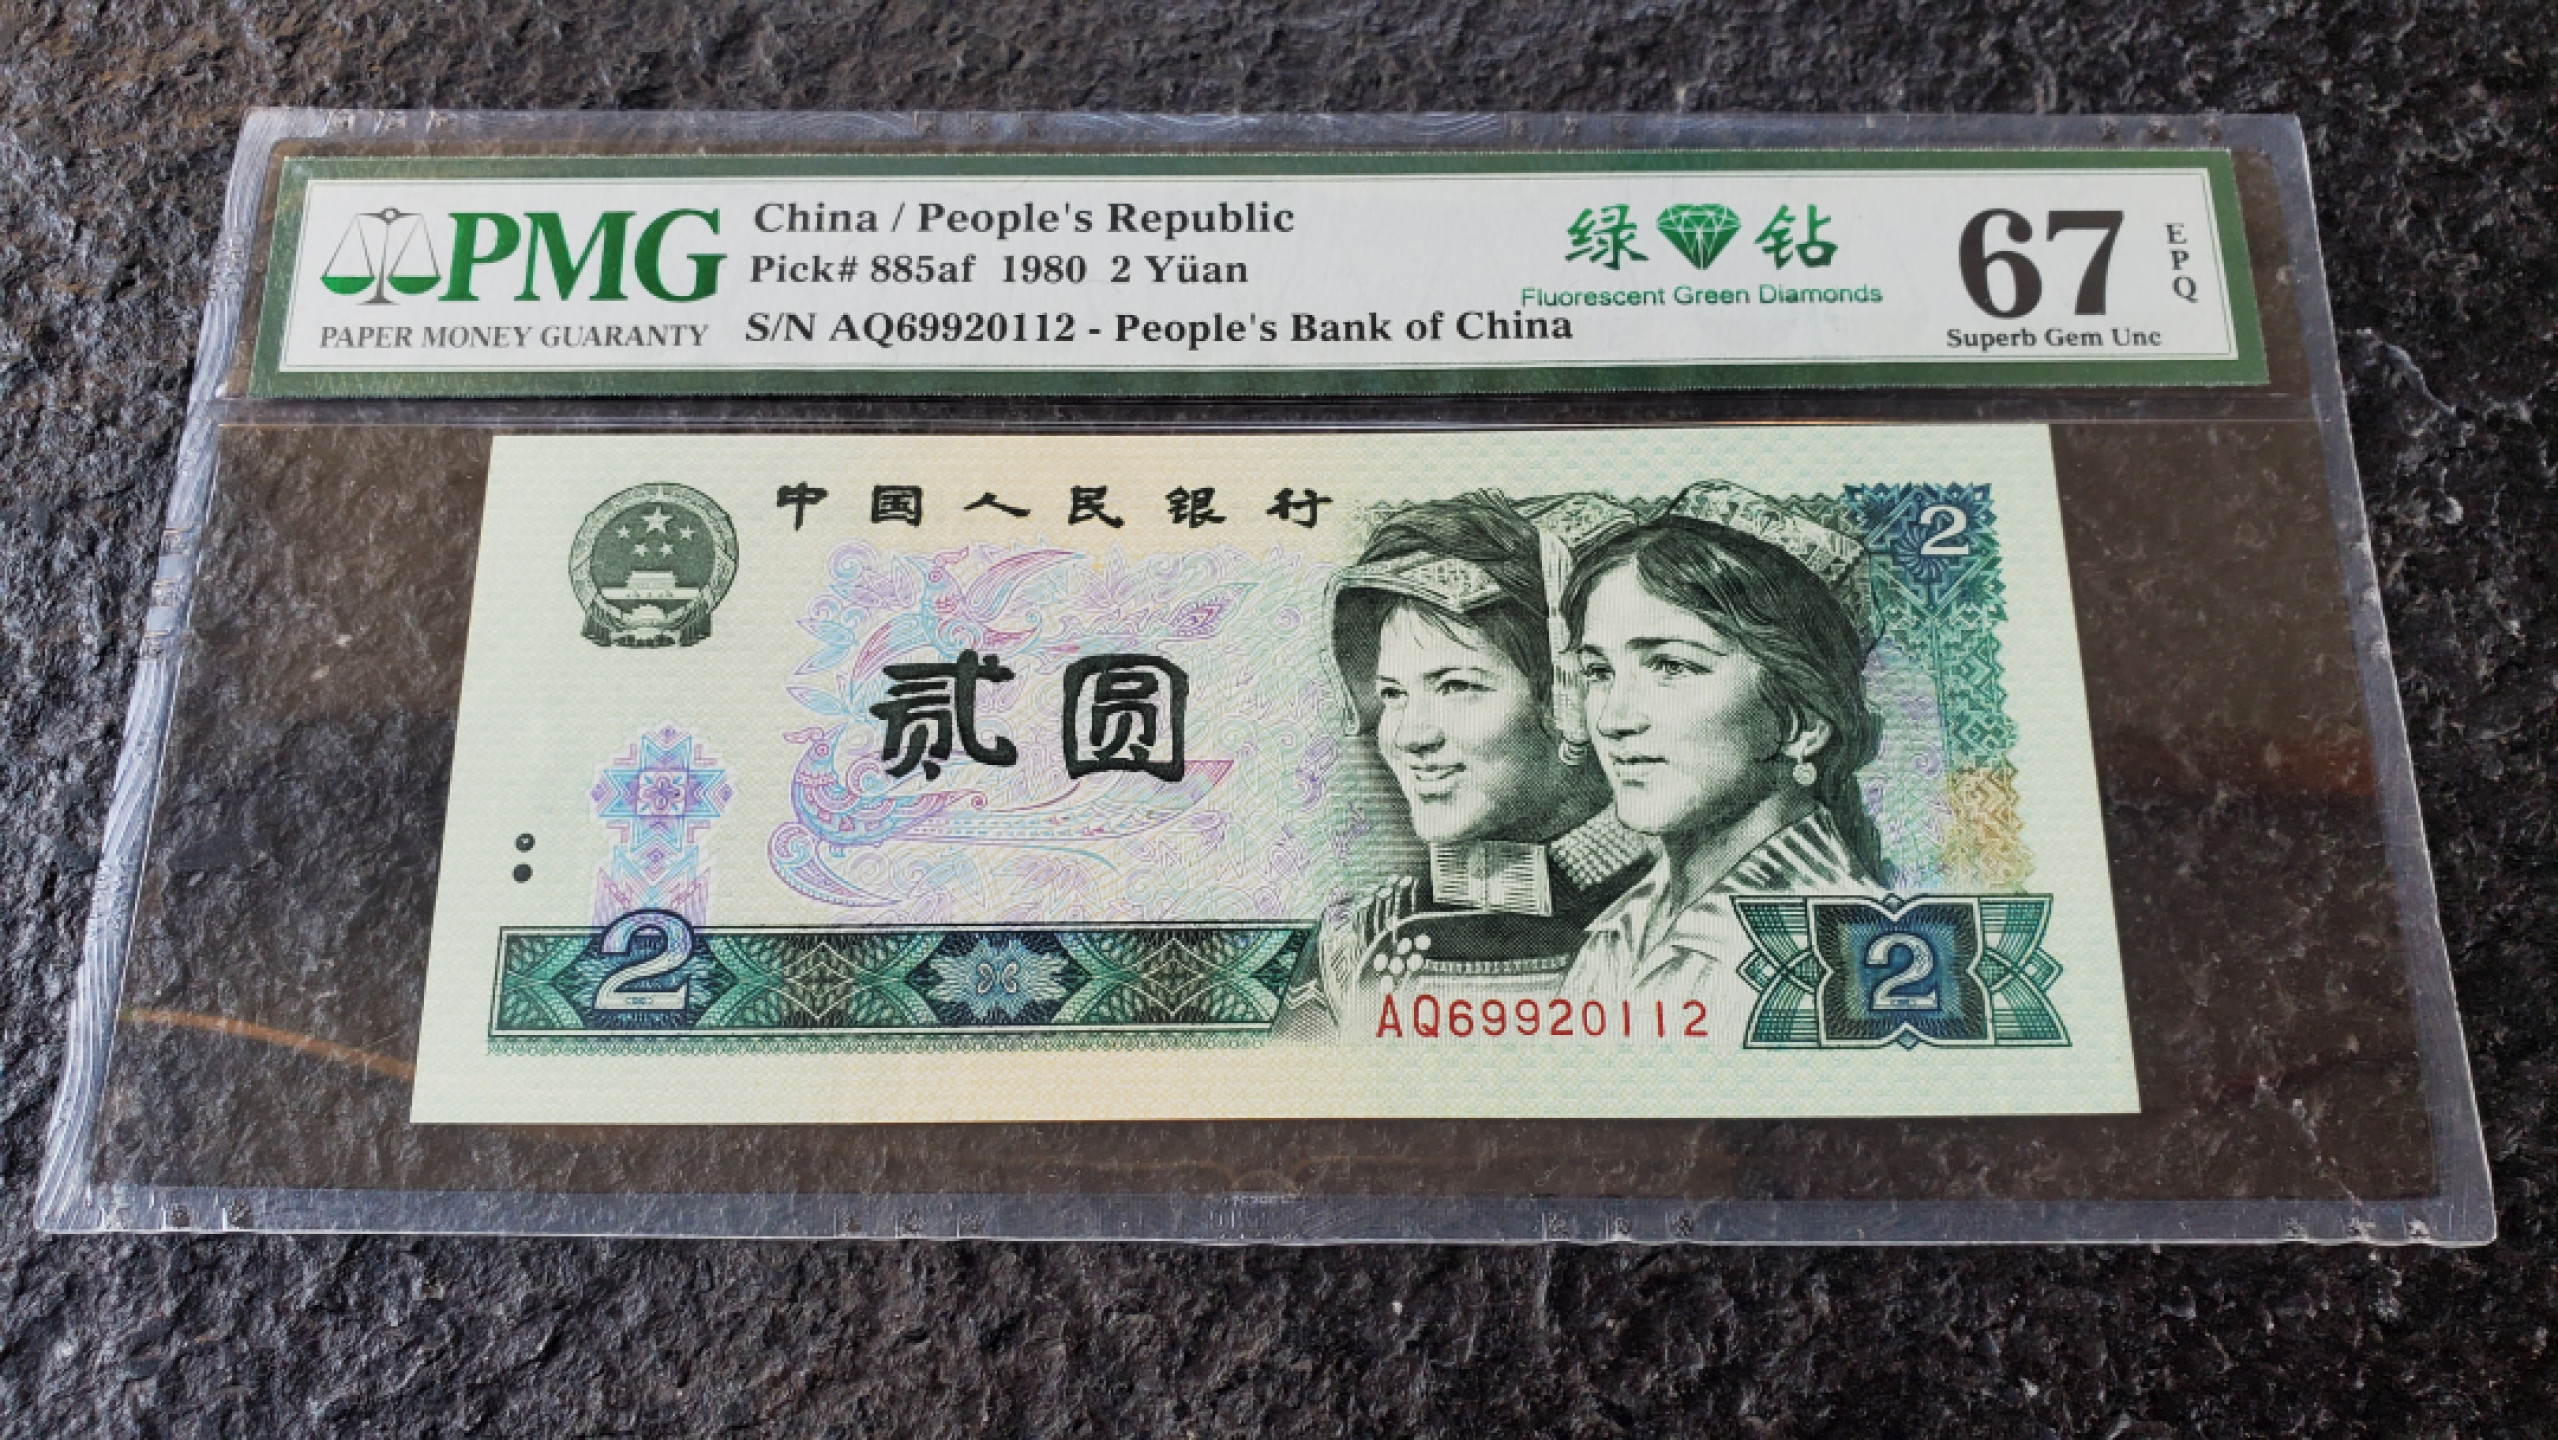 PMG
PAPER MONEY GUARANTY
China / People's Republic
Pick# 885af 1980 2 Yüan
S/N AQ69920112 - People's Bank of China
绿 钻
Fluorescent Green Diamonds
67
EPQ
Superb Gem Unc
中国人民银行
2
贰圆
2
AQ69920112
2